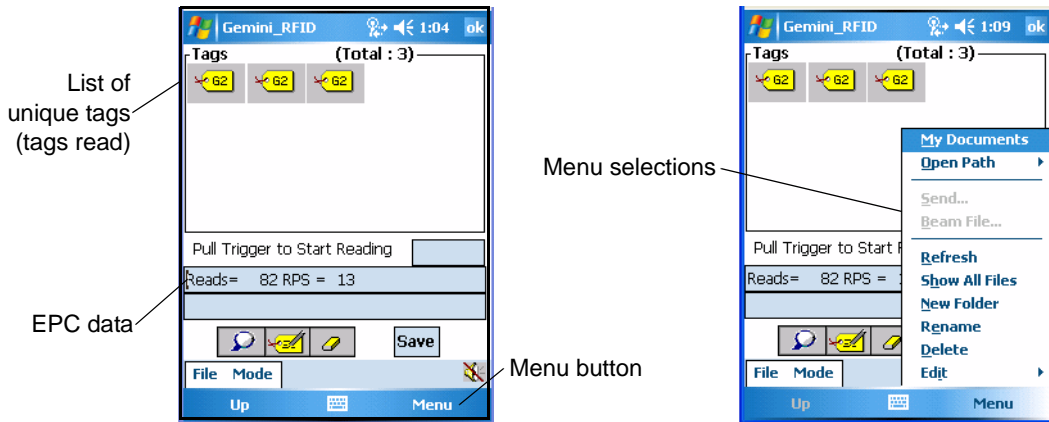 Gemini_RFID 1:04 ok
Tags (Total : 3)
G2 G2 G2
List of
unique tags
(tags read)
Pull Trigger to Start Reading
Reads= 82 RPS = 13
EPC data
Save
File Mode
Menu button
Up Menu
Gemini_RFID 1:09 ok
Tags (Total : 3)
G2 G2 G2
Menu selections
My Documents
Open Path
Send...
Beam File...
Refresh
Show All Files
New Folder
Rename
Delete
Edit
Pull Trigger to Start
Reads= 82 RPS =
File Mode
Up Menu